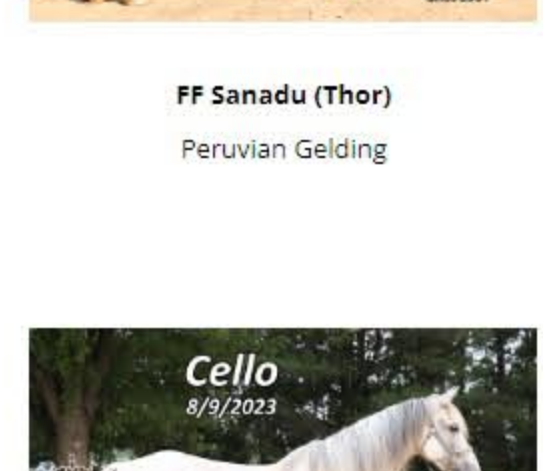 FF Sanadu (Thor)
Peruvian Gelding
Cello
8/9/2023